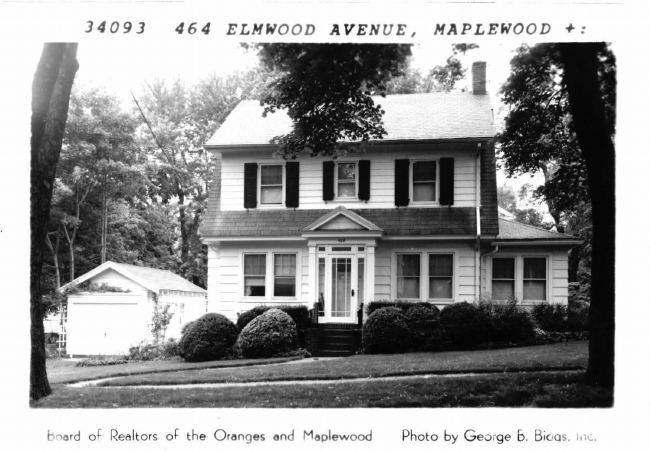 34093 464 ELMWOOD AVENUE, MAPLEWOOD +:
Board of Realtors of the Oranges and Maplewood Photo by George B. Biggs, Inc.